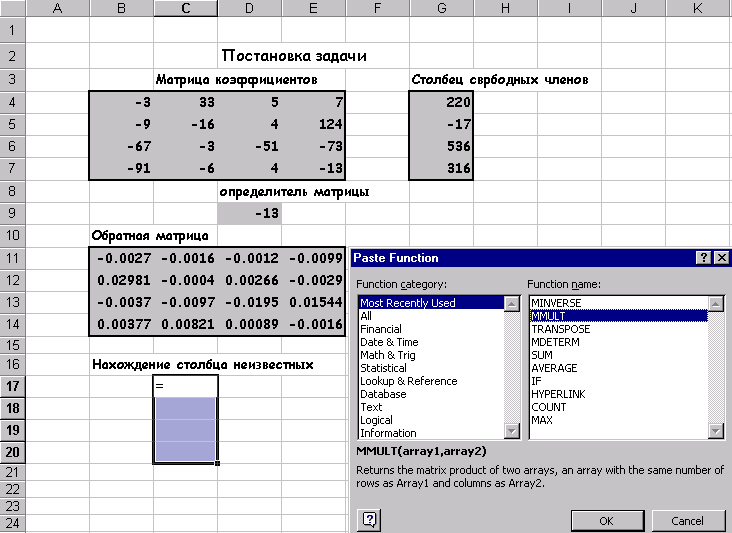 A B C D E F G H I J K
1
2 Постановка задачи
3 Матрица коэффициентов Столбец сврбодных членов
4 -3 33 5 7 220
5 -9 -16 4 124 -17
6 -67 -3 -51 -73 536
7 -91 -6 4 -13 316
8 определитель матрицы
9 -13
10 Обратная матрица
11 -0.0027 -0.0016 -0.0012 -0.0099
12 0.02981 -0.0004 0.00266 -0.0029
13 -0.0037 -0.0097 -0.0195 0.01544
14 0.00377 0.00821 0.00089 -0.0016
15
16 Нахождение столбца неизвестных
17 =
18
19
20
21
22
23
24
Paste Function ? X
Function category: Function name:
Most Recently Used MINVERSE
All MMULT
Financial TRANSPOSE
Date & Time MDETERM
Math & Trig SUM
Statistical AVERAGE
Lookup & Reference IF
Database HYPERLINK
Text COUNT
Logical MAX
Information
MMULT(array1,array2)
Returns the matrix product of two arrays, an array with the same number of
rows as Array1 and columns as Array2.
? OK Cancel